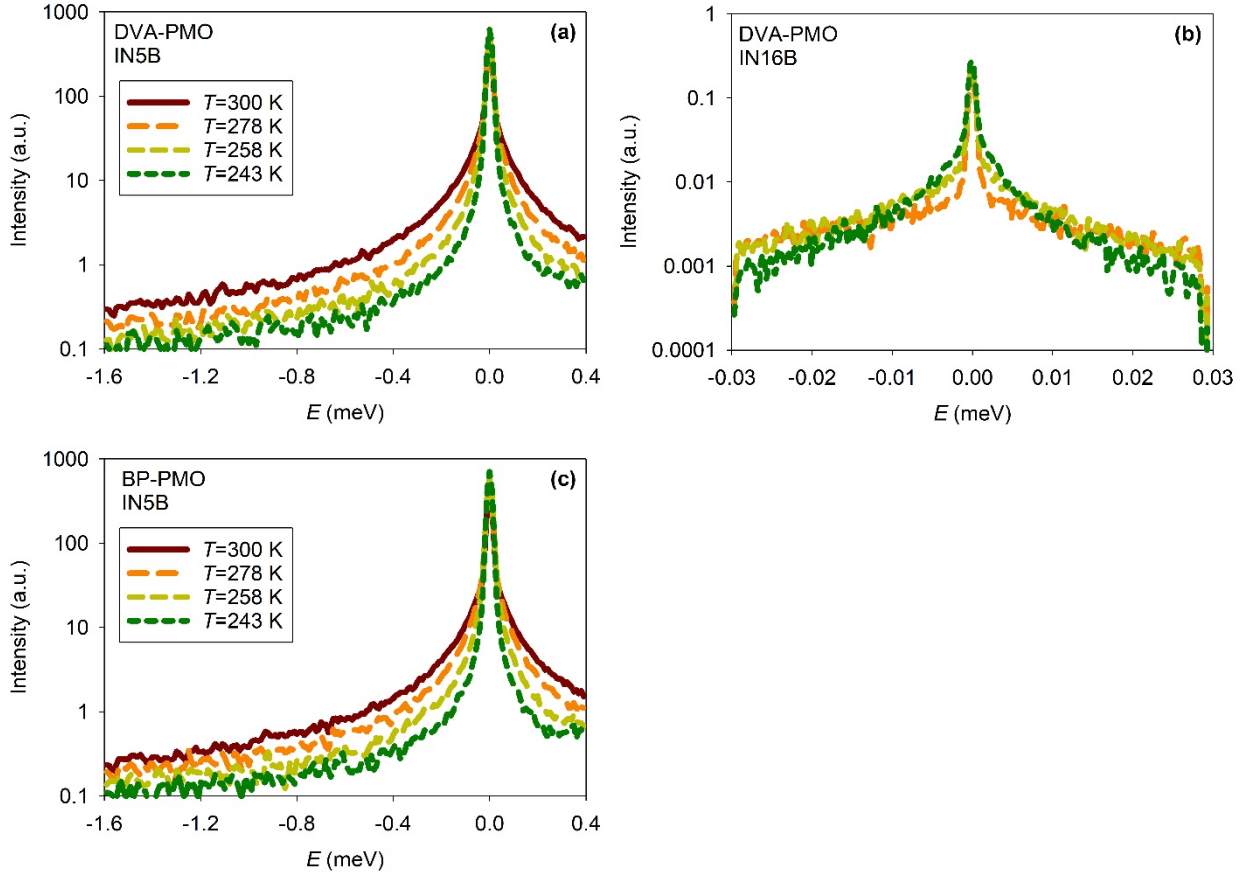 DVA-PMO
IN5B
(a)
T=300 K
T=278 K
T=258 K
T=243 K
1000
100
10
1
0.1
Intensity (a.u.)
-1.6
-1.2
-0.8
-0.4
0.0
0.4
E (meV)
DVA-PMO
IN16B
(b)
1
0.1
0.01
0.001
0.0001
Intensity (a.u.)
-0.03
-0.02
-0.01
0.00
0.01
0.02
0.03
E (meV)
BP-PMO
IN5B
(c)
T=300 K
T=278 K
T=258 K
T=243 K
1000
100
10
1
0.1
Intensity (a.u.)
-1.6
-1.2
-0.8
-0.4
0.0
0.4
E (meV)